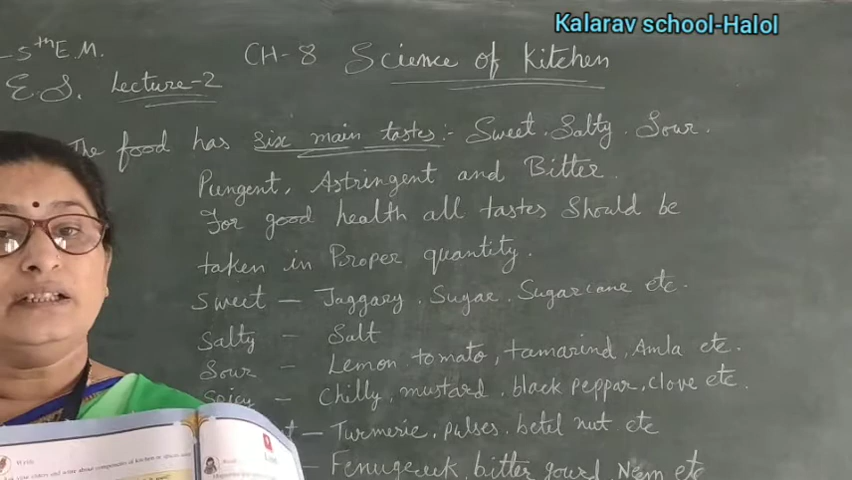 Kalarav school-Halol
-5th E.M.
CH-8 Science of Kitchen
E.S. Lecture-2
The food has six main tastes:- Sweet. Salty. Sour.
Pungent, Astringent and Bitter.
For good health all tastes should be
taken in Proper quantity.
Sweet - Jaggary, Sugar, Sugarcane etc.
Salty - Salt
Sour - Lemon, tomato, tamarind, Amla etc.
Spicy - Chilly, mustard, black peppar, clove etc.
t - Turmeric, pulses, betel nut etc
- Fenugeruk, bitter gourd, Neem etc
Write